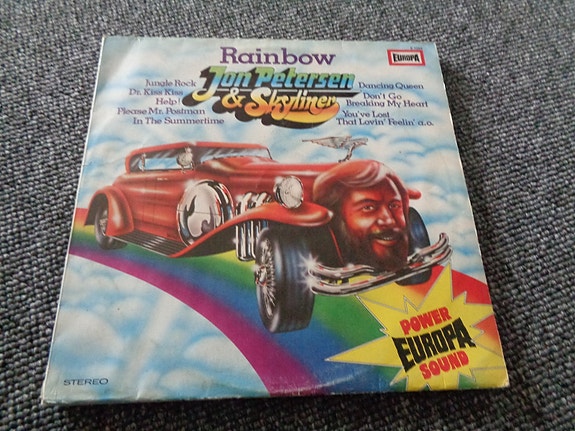 Rainbow
EUROPA
Jon Petersen
& Skyliner
Jungle Rock
Dr. Kiss Kiss
Help!
Please Mr. Postman
In The Summertime
Dancing Queen
Don't Go
Breaking My Heart
You've Lost
That Lovin' Feelin' a.o.
POWER
EUROPA
SOUND
STEREO